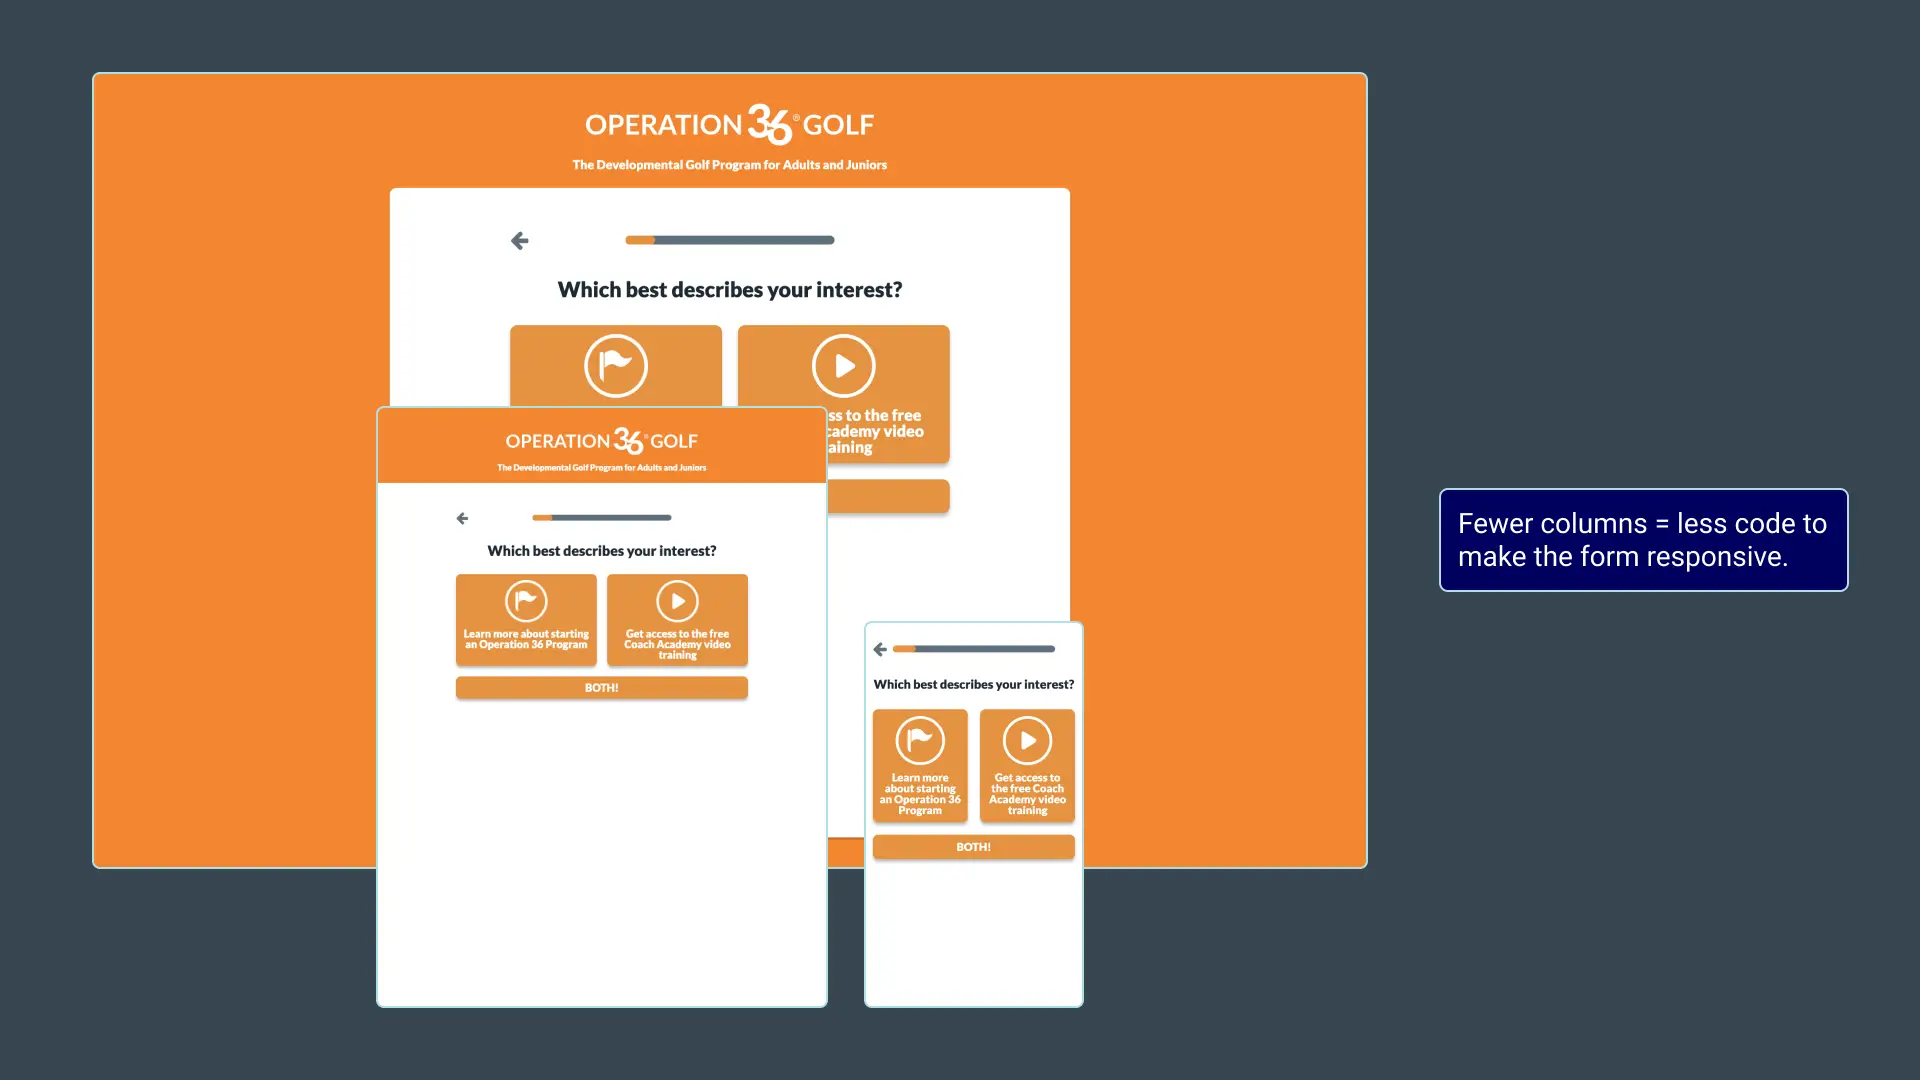 OPERATION 36® GOLF
The Developmental Golf Program for Adults and Juniors
Which best describes your interest?
to the free
video
OPERATION 36® GOLF
The Developmental Golf Program for Adults and Juniors
Which best describes your interest?
Learn more about starting
an Operation 36 Program
Get access to the free
Coach Academy video
training
BOTH!
Which best describes your interest?
Learn more
about starting
an Operation 36
Program
Get access to
the free Coach
Academy video
training
BOTH!
Fewer columns = less code to
make the form responsive.